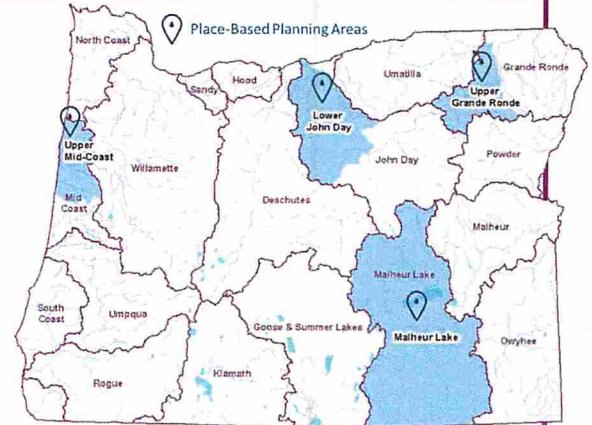 Place-Based Planning Areas
North Coast
Sandy
Hood
Umatilla
Grande Ronde
Upper
Grande Ronde
Lower
John Day
Upper
Mid-Coast
Willamette
John Day
Powder
Mid
Coast
Deschutes
Malheur
Malheur Lake
South
Coast
Umpqua
Goose & Summer Lakes
Malheur Lake
Owyhee
Rogue
Klamath